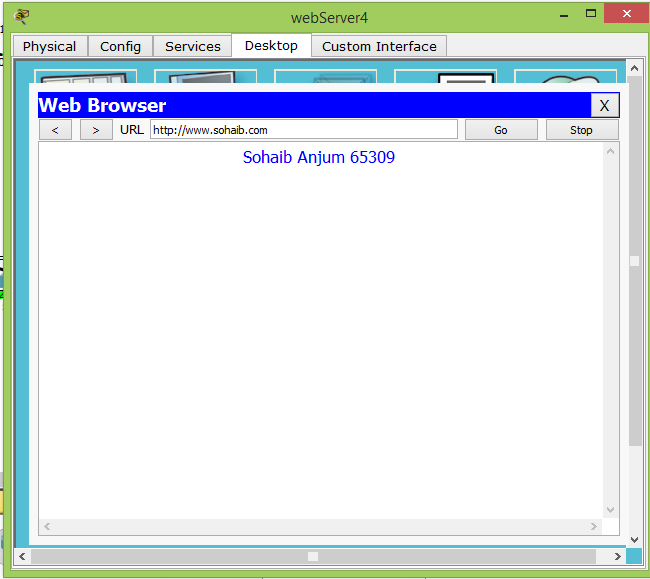 webServer4
Physical Config Services Desktop Custom Interface
Web Browser X
< > URL http://www.sohaib.com Go Stop
Sohaib Anjum 65309